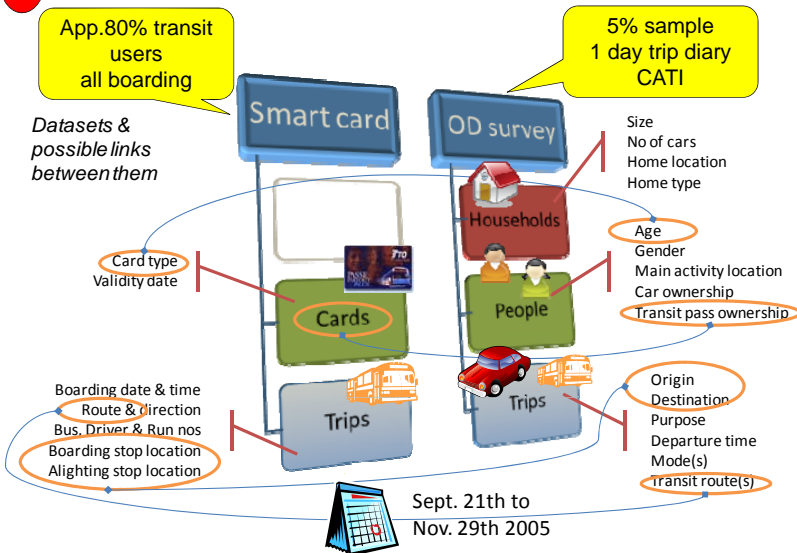 App.80% transit
users
all boarding
5% sample
1 day trip diary
CATI
Datasets &
possible links
between them
Smart card
OD survey
Size
No of cars
Home location
Home type
Households
Age
Gender
Main activity location
Car ownership
Transit pass ownership
Card type
Validity date
Cards
People
Boarding date & time
Route & direction
Bus, Driver & Run nos
Boarding stop location
Alighting stop location
Trips
Trips
Origin
Destination
Purpose
Departure time
Mode(s)
Transit route(s)
Sept. 21th to
Nov. 29th 2005